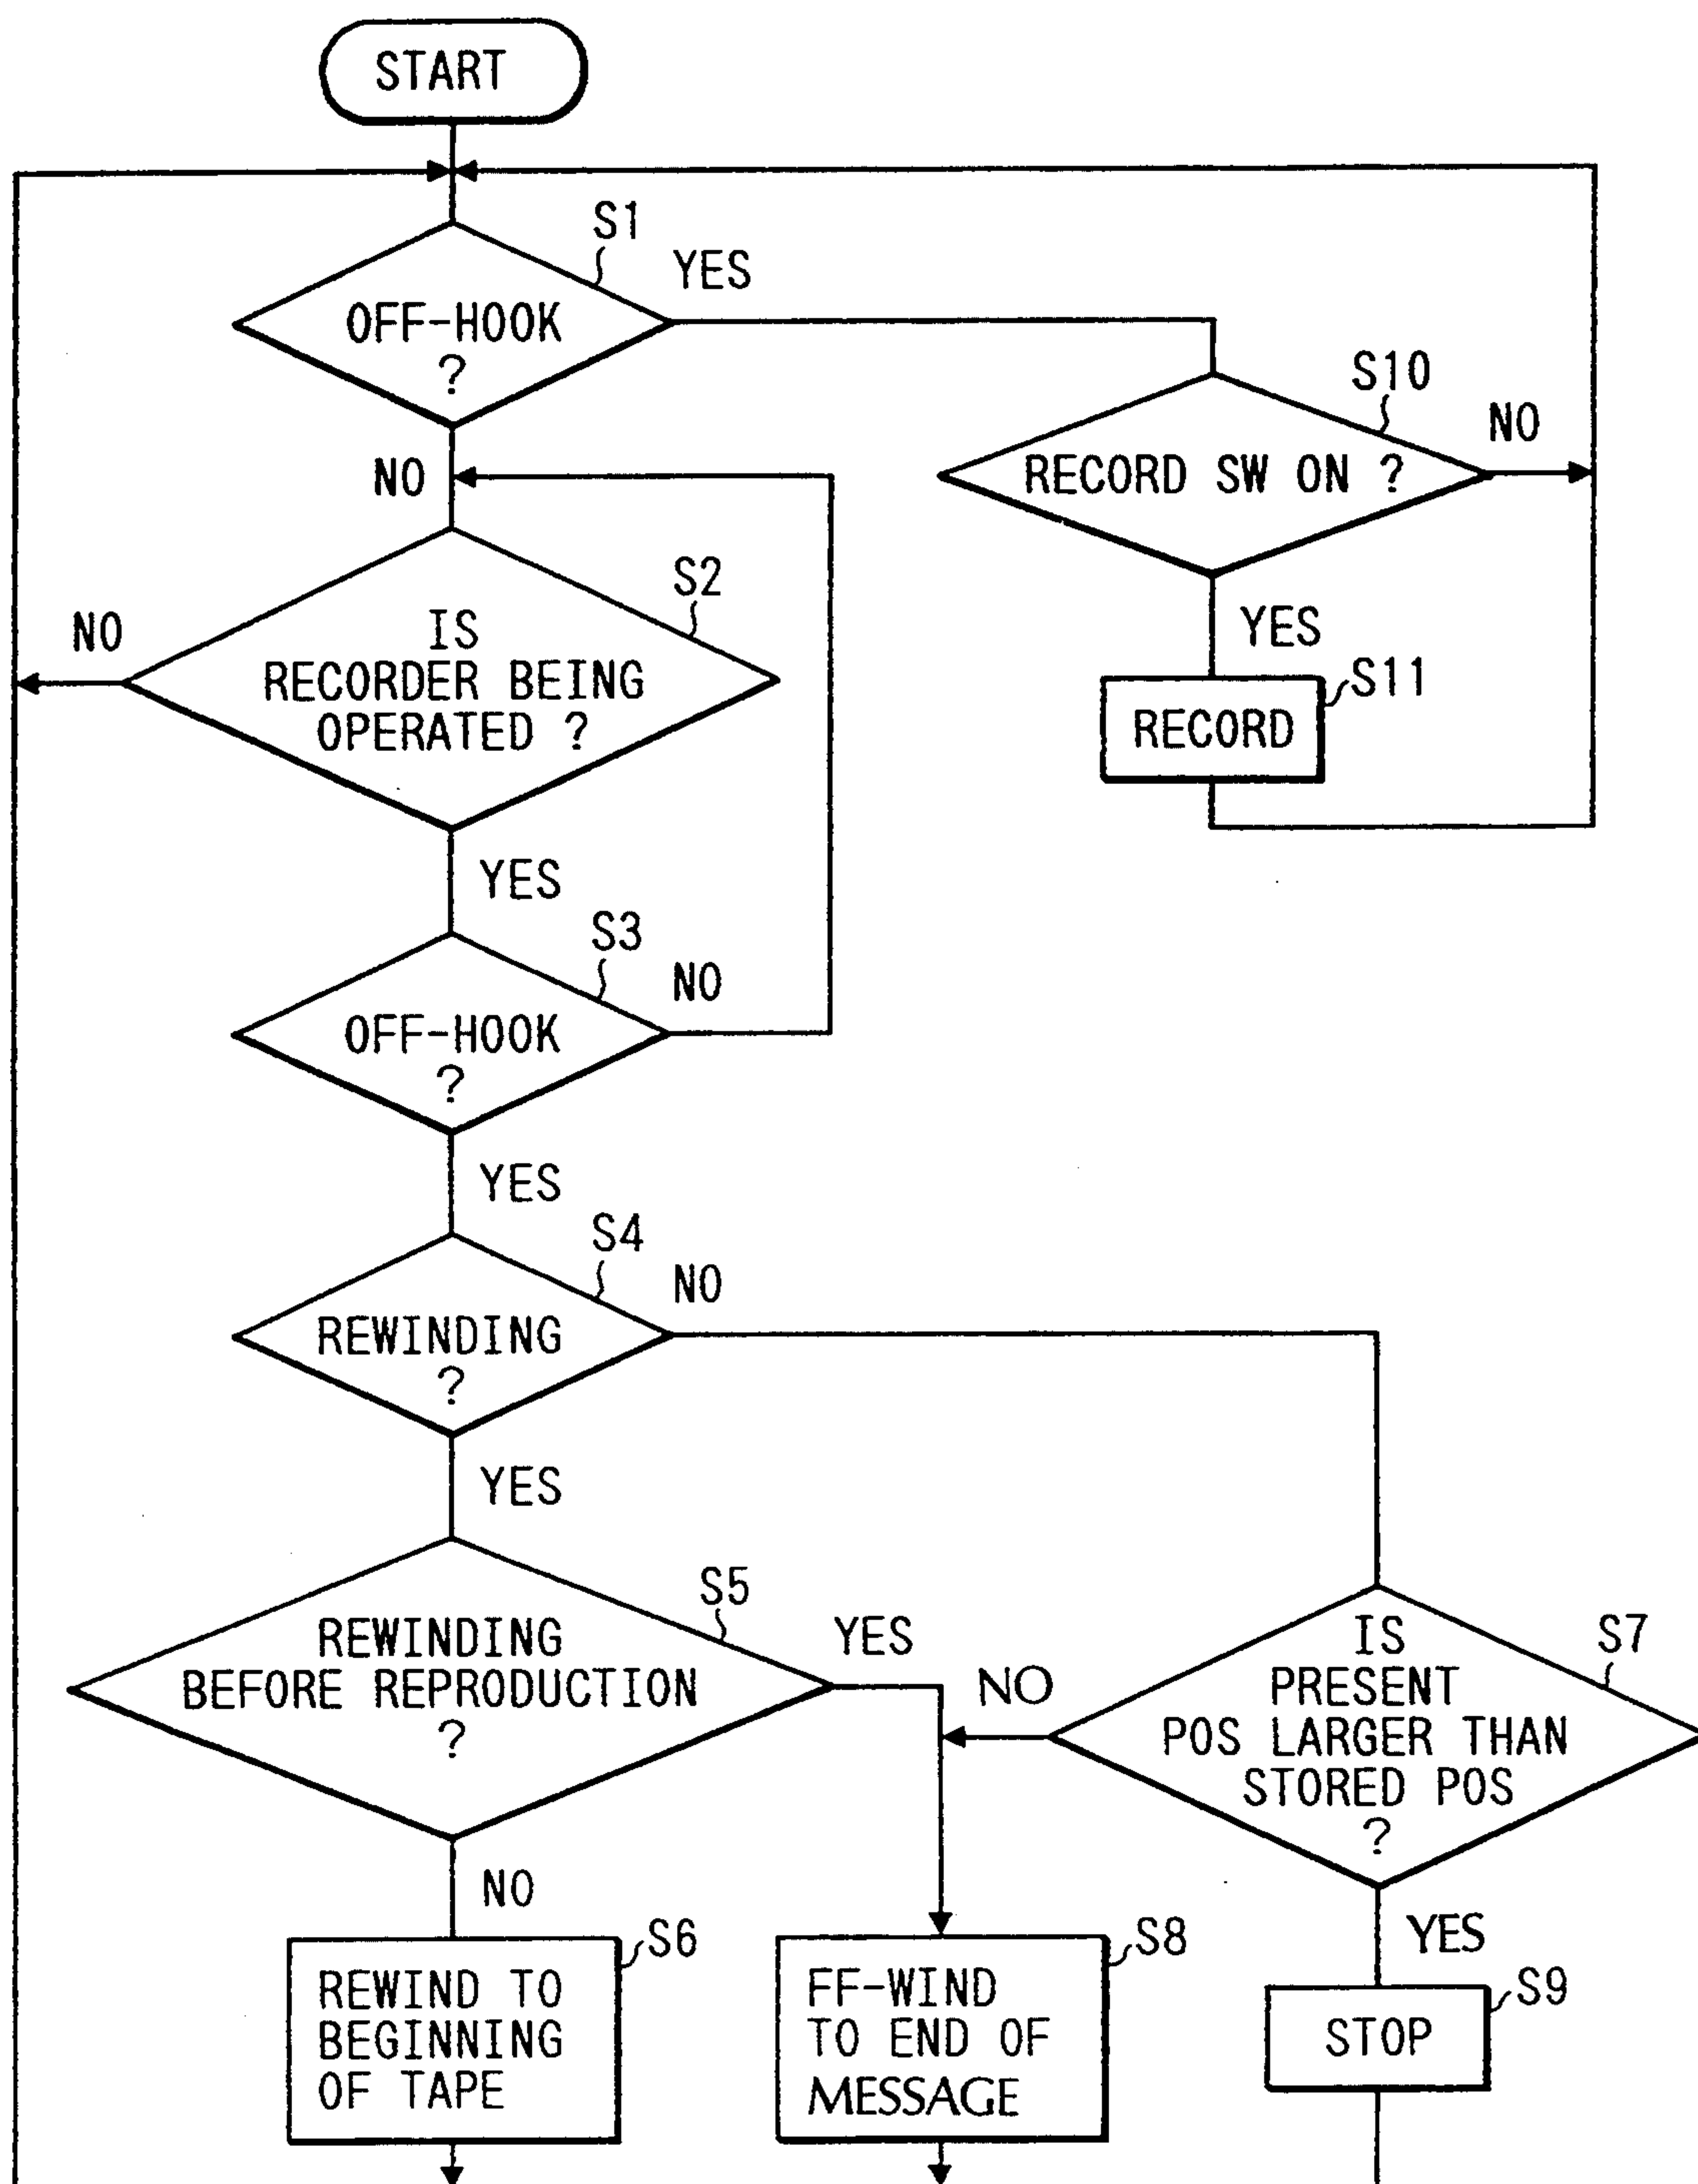 START
S1
YES
OFF-HOOK
?
S10
NO
RECORD SW ON ?
NO
S2
NO
IS
RECORDER BEING
OPERATED ?
YES
S11
RECORD
YES
S3
NO
OFF-HOOK
?
YES
S4
NO
REWINDING
?
YES
S5
YES
REWINDING
BEFORE REPRODUCTION
?
NO
S7
IS
PRESENT
POS LARGER THAN
STORED POS
?
NO
S6
REWIND TO
BEGINNING
OF TAPE
S8
FF-WIND
TO END OF
MESSAGE
YES
S9
STOP